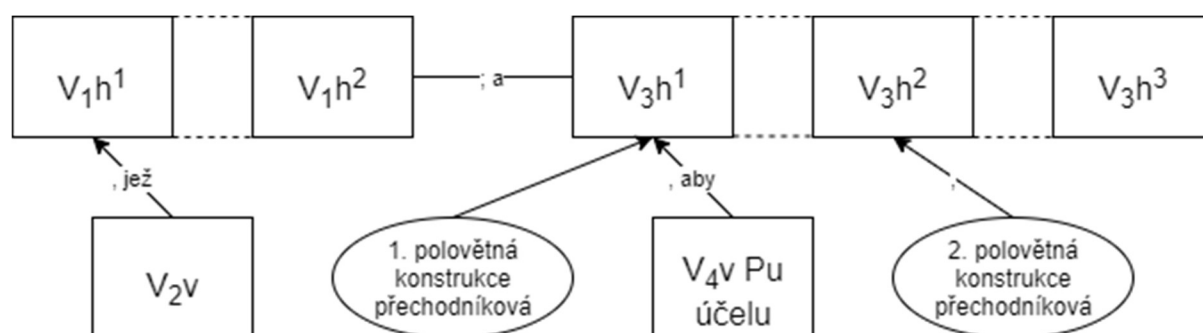 V₁h¹ V₁h² ; a V₃h¹ V₃h² V₃h³
, jež , aby ,
V₂v
1. polovětná
konstrukce
přechodníková
V₄v Pu
účelu
2. polovětná
konstrukce
přechodníková